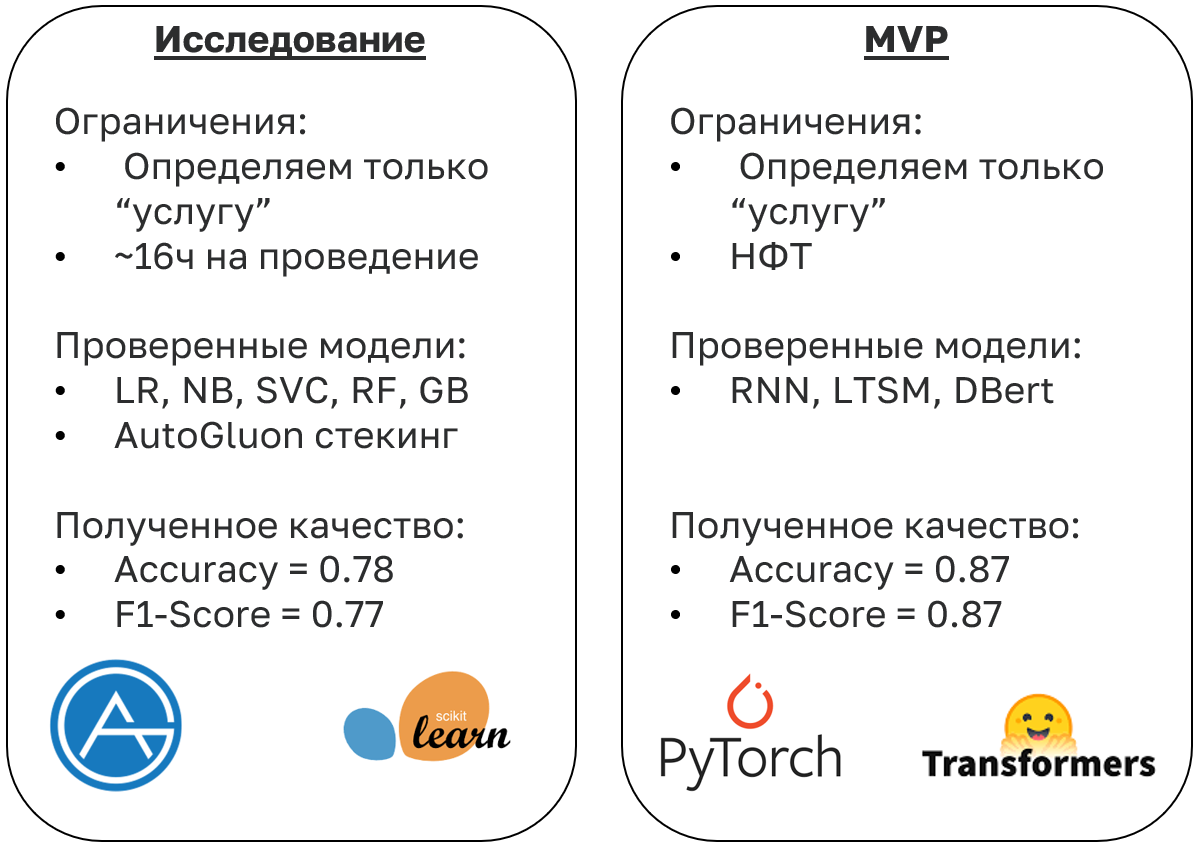 Исследование
Ограничения:
• Определяем только
“услугу”
• ~16ч на проведение
Проверенные модели:
• LR, NB, SVC, RF, GB
• AutoGluon стекинг
Полученное качество:
• Accuracy = 0.78
• F1-Score = 0.77
AG
scikit
learn
MVP
Ограничения:
• Определяем только
“услугу”
• НФТ
Проверенные модели:
• RNN, LTSM, DBert
Полученное качество:
• Accuracy = 0.87
• F1-Score = 0.87
PyTorch
Transformers